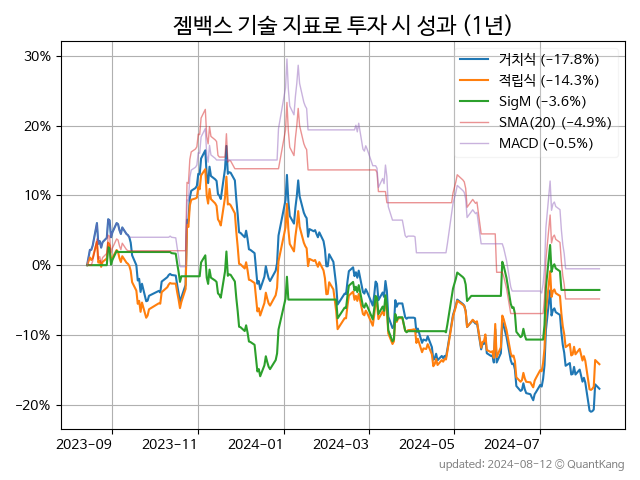 젬백스 기술 지표로 투자 시 성과 (1년)
30%
20%
10%
0%
−10%
−20%
거치식 (−17.8%)
적립식 (−14.3%)
SigM (−3.6%)
SMA(20) (−4.9%)
MACD (−0.5%)
2023-09
2023-11
2024-01
2024-03
2024-05
2024-07
updated: 2024-08-12 © QuantKang